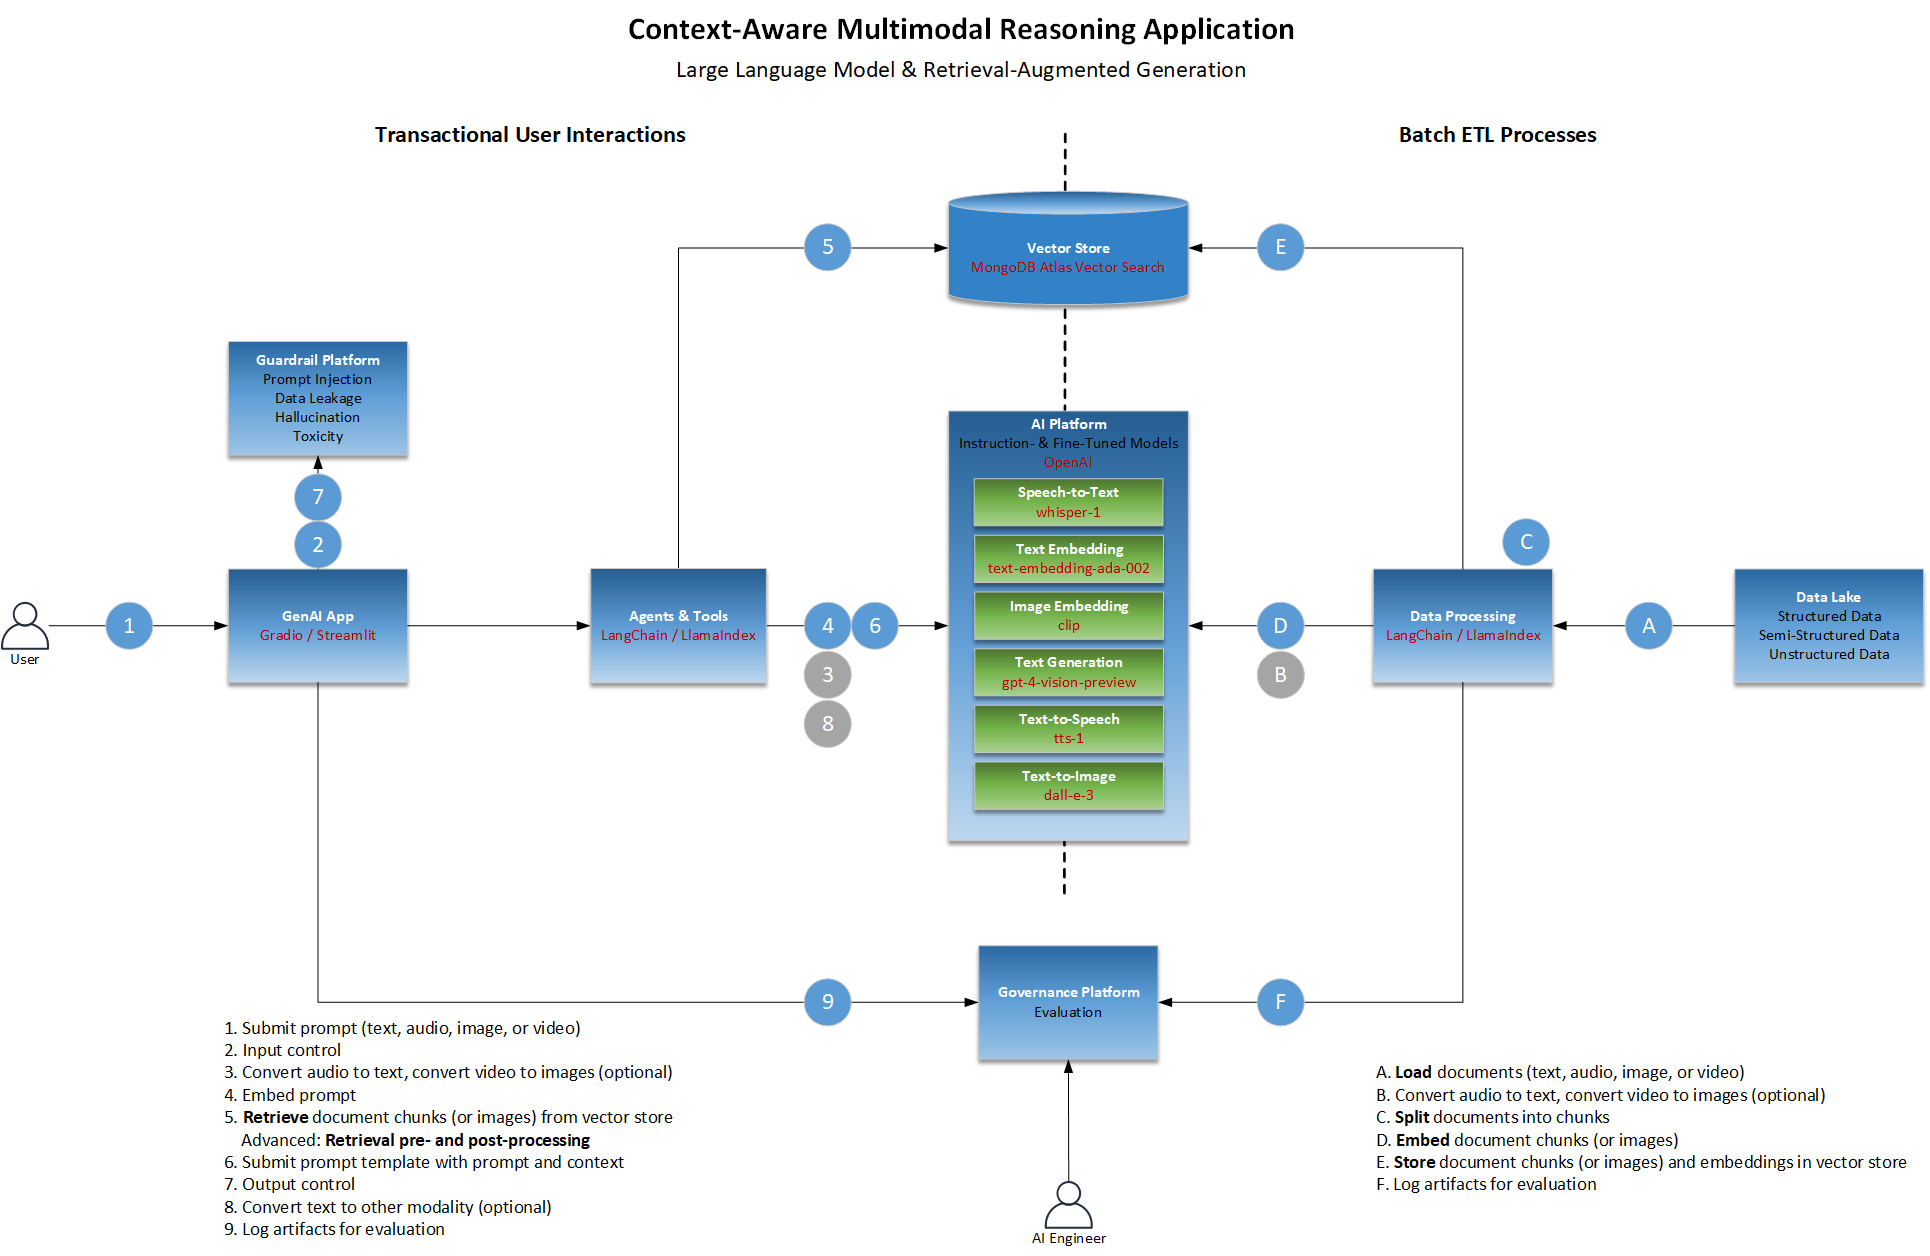 Context-Aware Multimodal Reasoning Application
Large Language Model & Retrieval-Augmented Generation
Transactional User Interactions
Batch ETL Processes
5
Vector Store
MongoDB Atlas Vector Search
E
Guardrail Platform
Prompt Injection
Data Leakage
Hallucination
Toxicity
7
2
User
1
GenAI App
Gradio / Streamlit
Agents & Tools
LangChain / LlamaIndex
4
6
3
8
AI Platform
Instruction- & Fine-Tuned Models
OpenAI
Speech-to-Text
whisper-1
Text Embedding
text-embedding-ada-002
Image Embedding
clip
Text Generation
gpt-4-vision-preview
Text-to-Speech
tts-1
Text-to-Image
dall-e-3
D
B
C
Data Processing
LangChain / LlamaIndex
A
Data Lake
Structured Data
Semi-Structured Data
Unstructured Data
9
Governance Platform
Evaluation
F
AI Engineer
1. Submit prompt (text, audio, image, or video)
2. Input control
3. Convert audio to text, convert video to images (optional)
4. Embed prompt
5. Retrieve document chunks (or images) from vector store
Advanced: Retrieval pre- and post-processing
6. Submit prompt template with prompt and context
7. Output control
8. Convert text to other modality (optional)
9. Log artifacts for evaluation
A. Load documents (text, audio, image, or video)
B. Convert audio to text, convert video to images (optional)
C. Split documents into chunks
D. Embed document chunks (or images)
E. Store document chunks (or images) and embeddings in vector store
F. Log artifacts for evaluation